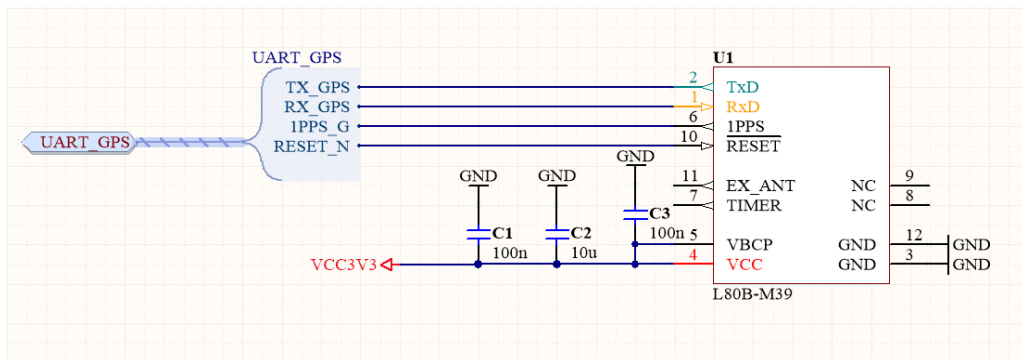 UART_GPS
U1
TX_GPS
2
TxD
RX_GPS
1
RxD
UART_GPS
1PPS_G
6
1PPS
RESET_N
10
RESET
GND
GND
GND
11
EX_ANT
NC
9
7
TIMER
NC
8
C3
100n
C1
100n
C2
10u
5
VBCP
GND
12
GND
VCC3V3
4
VCC
GND
3
GND
L80B-M39